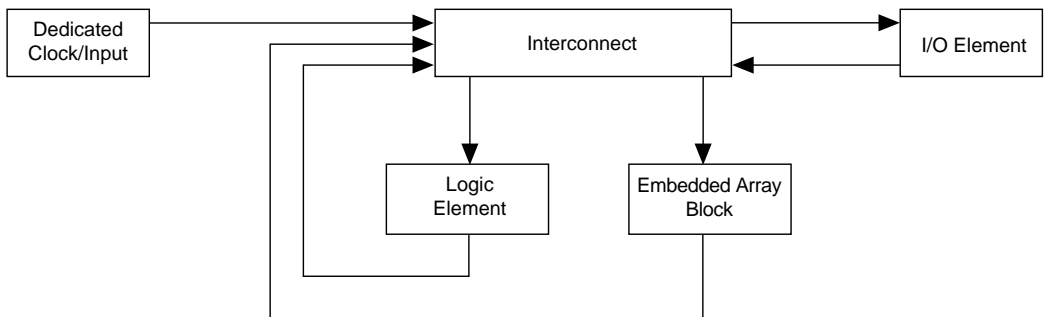 Dedicated
Clock/Input
Interconnect
I/O Element
Logic
Element
Embedded Array
Block